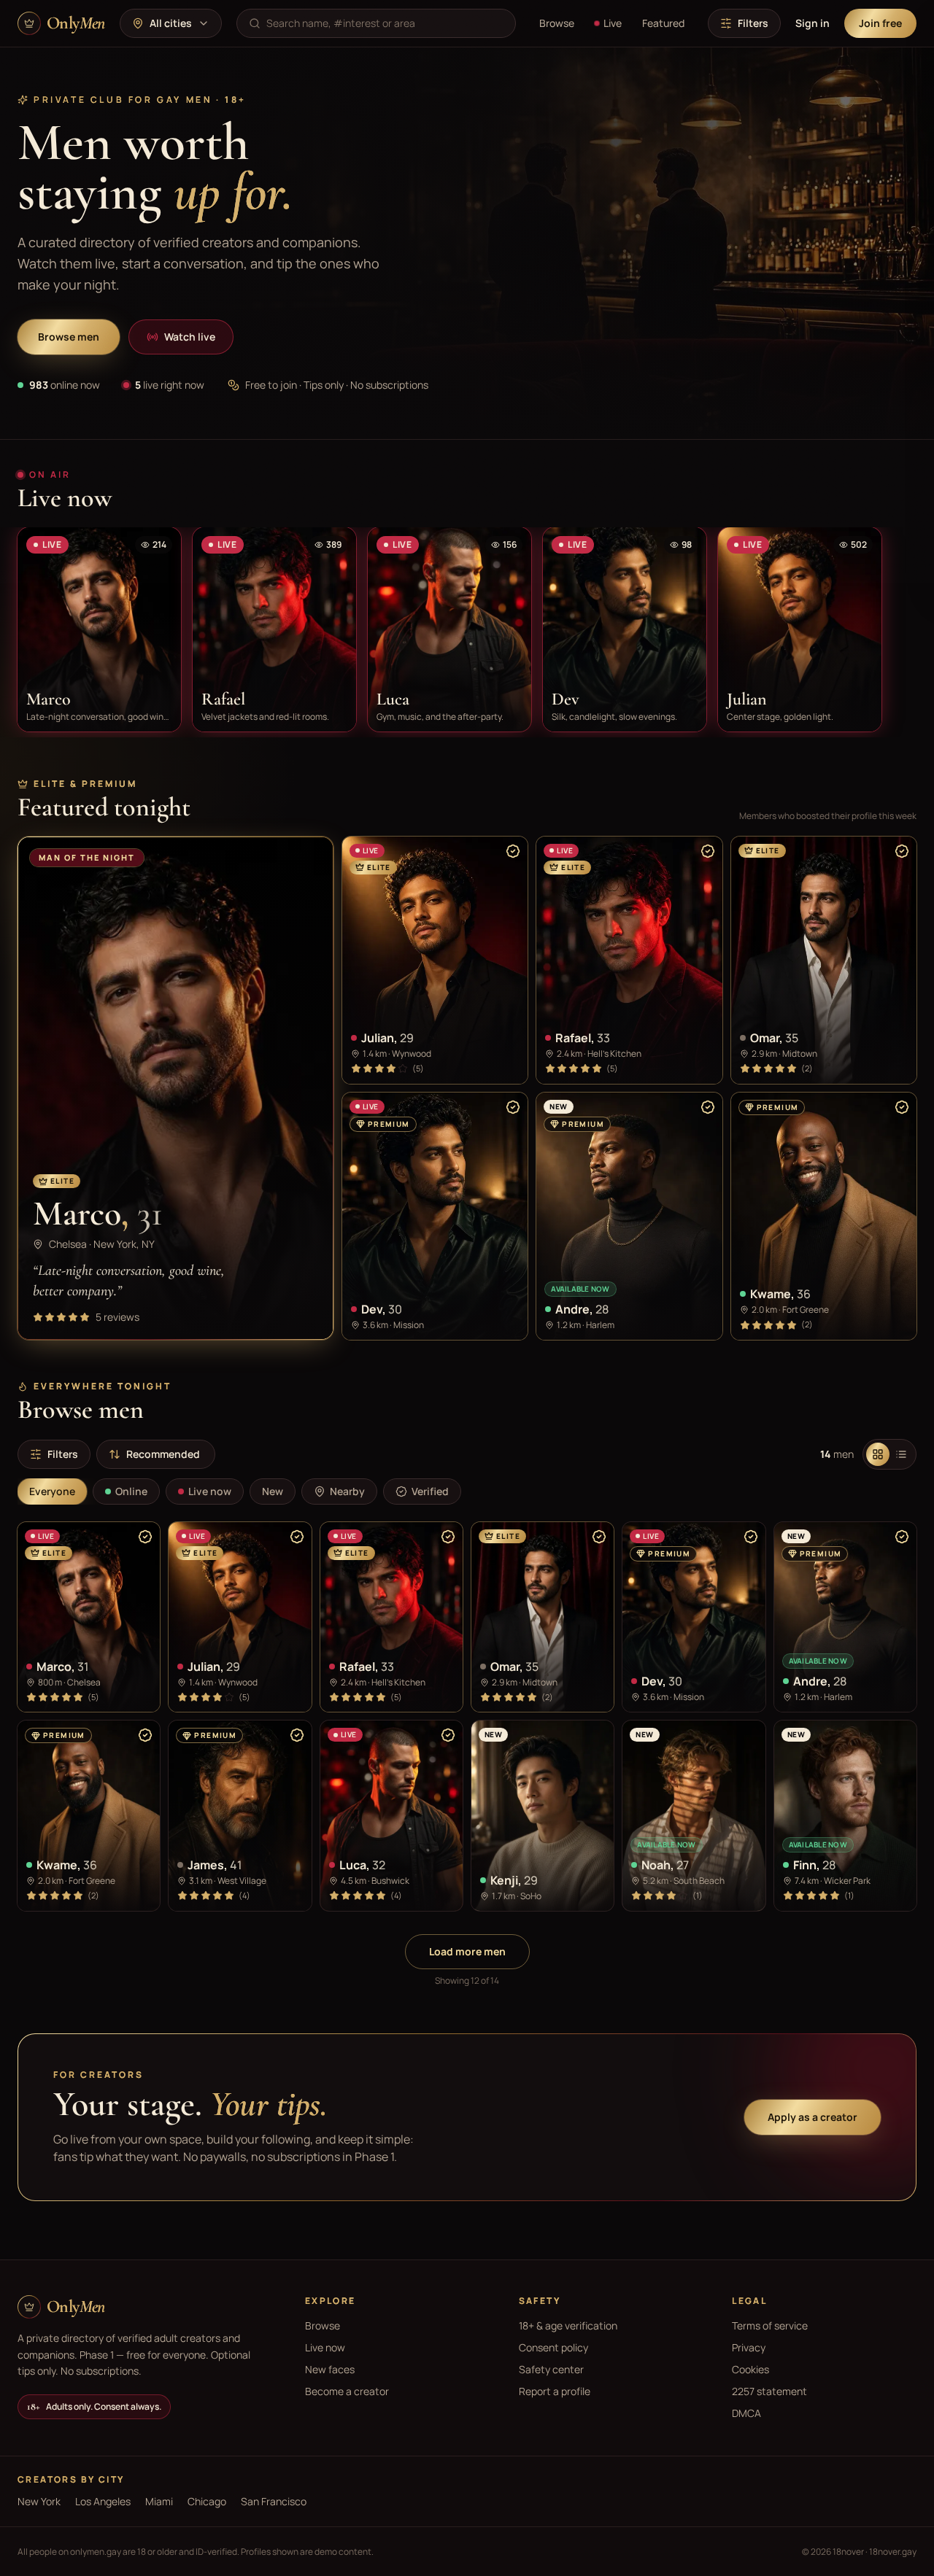 OnlyMen
All cities
Search name, #interest or area
Browse
Live
Featured
Filters
Sign in
Join free
PRIVATE CLUB FOR GAY MEN · 18+
Men worth
staying up for.
A curated directory of verified creators and companions.
Watch them live, start a conversation, and tip the ones who
make your night.
Browse men
Watch live
983 online now
5 live right now
Free to join · Tips only · No subscriptions
ON AIR
Live now
LIVE
214
Marco
Late-night conversation, good win...
LIVE
389
Rafael
Velvet jackets and red-lit rooms.
LIVE
156
Luca
Gym, music, and the after-party.
LIVE
98
Dev
Silk, candlelight, slow evenings.
LIVE
502
Julian
Center stage, golden light.
ELITE & PREMIUM
Featured tonight
Members who boosted their profile this week
MAN OF THE NIGHT
ELITE
Marco, 31
Chelsea · New York, NY
“Late-night conversation, good wine,
better company.”
5 reviews
LIVE
ELITE
Julian, 29
1.4 km · Wynwood
(5)
LIVE
ELITE
Rafael, 33
2.4 km · Hell's Kitchen
(5)
ELITE
Omar, 35
2.9 km · Midtown
(2)
LIVE
PREMIUM
Dev, 30
3.6 km · Mission
NEW
PREMIUM
AVAILABLE NOW
Andre, 28
1.2 km · Harlem
PREMIUM
Kwame, 36
2.0 km · Fort Greene
(2)
EVERYWHERE TONIGHT
Browse men
Filters
Recommended
14 men
Everyone
Online
Live now
New
Nearby
Verified
LIVE
ELITE
Marco, 31
800 m · Chelsea
(5)
LIVE
ELITE
Julian, 29
1.4 km · Wynwood
(5)
LIVE
ELITE
Rafael, 33
2.4 km · Hell's Kitchen
(5)
ELITE
Omar, 35
2.9 km · Midtown
(2)
LIVE
PREMIUM
Dev, 30
3.6 km · Mission
NEW
PREMIUM
AVAILABLE NOW
Andre, 28
1.2 km · Harlem
PREMIUM
Kwame, 36
2.0 km · Fort Greene
(2)
PREMIUM
James, 41
3.1 km · West Village
(4)
LIVE
Luca, 32
4.5 km · Bushwick
(4)
NEW
Kenji, 29
1.7 km · SoHo
NEW
AVAILABLE NOW
Noah, 27
5.2 km · South Beach
(1)
NEW
AVAILABLE NOW
Finn, 28
7.4 km · Wicker Park
(1)
Load more men
Showing 12 of 14
FOR CREATORS
Your stage. Your tips.
Go live from your own space, build your following, and keep it simple:
fans tip what they want. No paywalls, no subscriptions in Phase 1.
Apply as a creator
OnlyMen
A private directory of verified adult creators and
companions. Phase 1 — free for everyone. Optional
tips only. No subscriptions.
18+ Adults only. Consent always.
EXPLORE
Browse
Live now
New faces
Become a creator
SAFETY
18+ & age verification
Consent policy
Safety center
Report a profile
LEGAL
Terms of service
Privacy
Cookies
2257 statement
DMCA
CREATORS BY CITY
New York
Los Angeles
Miami
Chicago
San Francisco
All people on onlymen.gay are 18 or older and ID-verified. Profiles shown are demo content.
© 2026 18nover · 18nover.gay